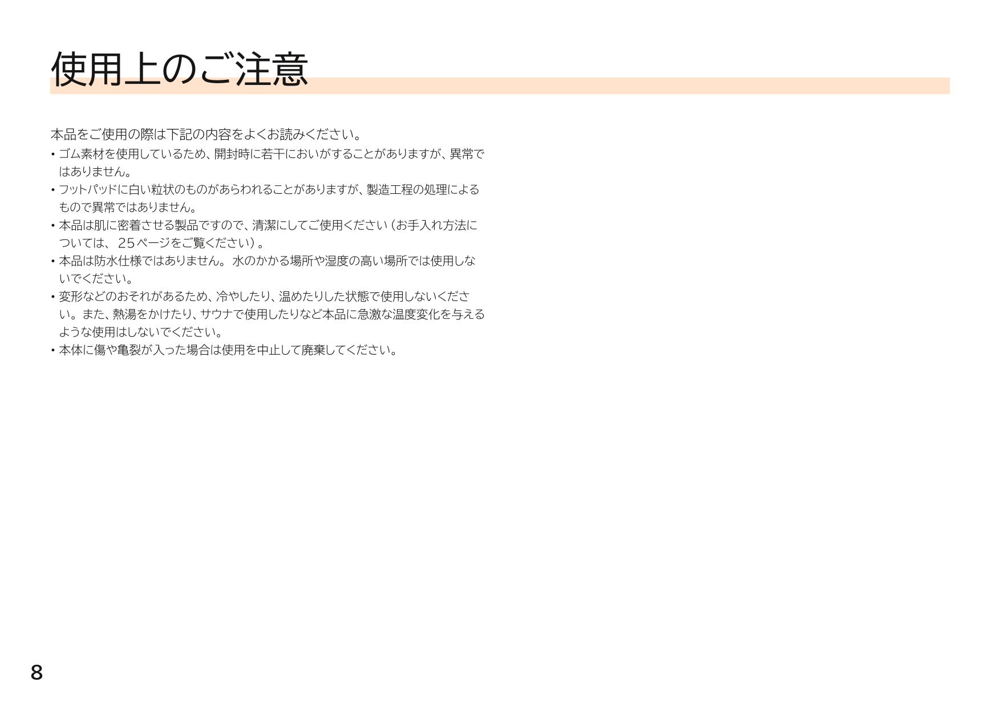 使用上のご注意
本品をご使用の際は下記の内容をよくお読みください。
・ゴム素材を使用しているため、開封時に若干においがすることがありますが、異常で
はありません。
・フットパッドに白い粒状のものがあらわれることがありますが、製造工程の処理による
もので異常ではありません。
・本品は肌に密着させる製品ですので、清潔にしてご使用ください（お手入れ方法に
ついては、25ページをご覧ください）。
・本品は防水仕様ではありません。水のかかる場所や湿度の高い場所では使用しな
いでください。
・変形などのおそれがあるため、冷やしたり、温めたりした状態で使用しないくださ
い。また、熱湯をかけたり、サウナで使用したりなど本品に急激な温度変化を与える
ような使用はしないでください。
・本体に傷や亀裂が入った場合は使用を中止して廃棄してください。
8